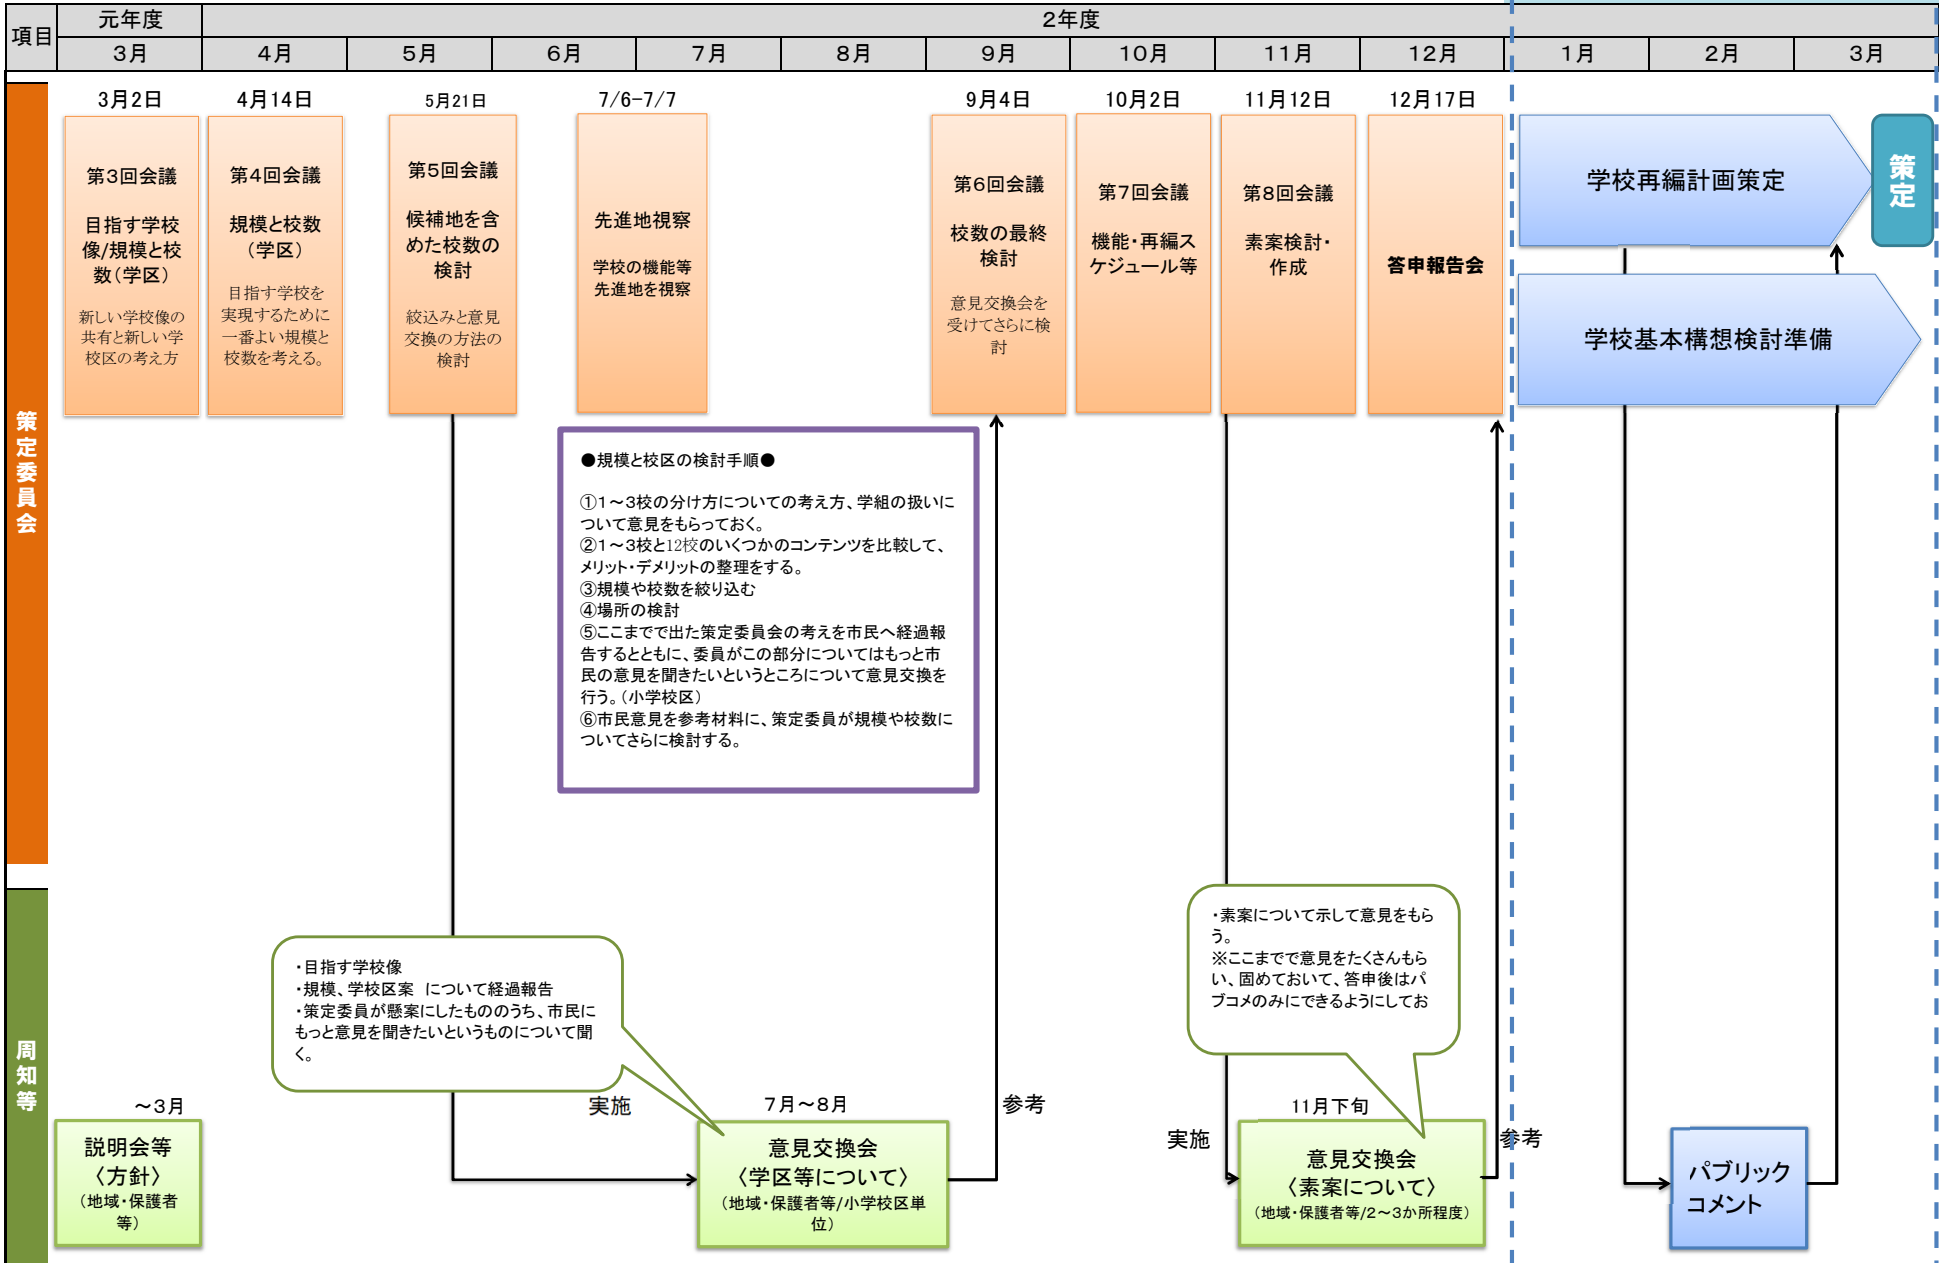 項目
元年度
2年度
3月
4月
5月
6月
7月
8月
9月
10月
11月
12月
1月
2月
3月
策定委員会
3月2日
第3回会議
目指す学校
像/規模と校
数(学区)
新しい学校像の
共有と新しい学
校区の考え方
4月14日
第4回会議
規模と校数
(学区)
目指す学校を
実現するために
一番よい規模と
校数を考える。
5月21日
第5回会議
候補地を含
めた校数の
検討
絞込みと意見
交換の方法の
検討
7/6-7/7
先進地視察
学校の機能等
先進地を視察
9月4日
第6回会議
校数の最終
検討
意見交換会を
受けてさらに検
討
10月2日
第7回会議
機能・再編ス
ケジュール等
11月12日
第8回会議
素案検討・
作成
12月17日
答申報告会
学校再編計画策定
策定
学校基本構想検討準備
●規模と校区の検討手順●
①1～3校の分け方についての考え方、学組の扱いに
ついて意見をもらっておく。
②1～3校と12校のいくつかのコンテンツを比較して、
メリット・デメリットの整理をする。
③規模や校数を絞り込む
④場所の検討
⑤ここまでで出た策定委員会の考えを市民へ経過報
告するとともに、委員がこの部分についてはもっと市
民の意見を聞きたいというところについて意見交換を
行う。(小学校区)
⑥市民意見を参考材料に、策定委員が規模や校数に
ついてさらに検討する。
周知等
・目指す学校像
・規模、学校区案 について経過報告
・策定委員が懸案にしたもののうち、市民に
もっと意見を聞きたいというものについて聞
く。
・素案について示して意見をもら
う。
※ここまでで意見をたくさんもら
い、固めておいて、答申後はパ
ブコメのみにできるようにしてお
～3月
説明会等
〈方針〉
(地域・保護者
等)
実施
7月～8月
意見交換会
〈学区等について〉
(地域・保護者等/小学校区単
位)
参考
実施
11月下旬
意見交換会
〈素案について〉
(地域・保護者等/2～3か所程度)
参考
パブリック
コメント